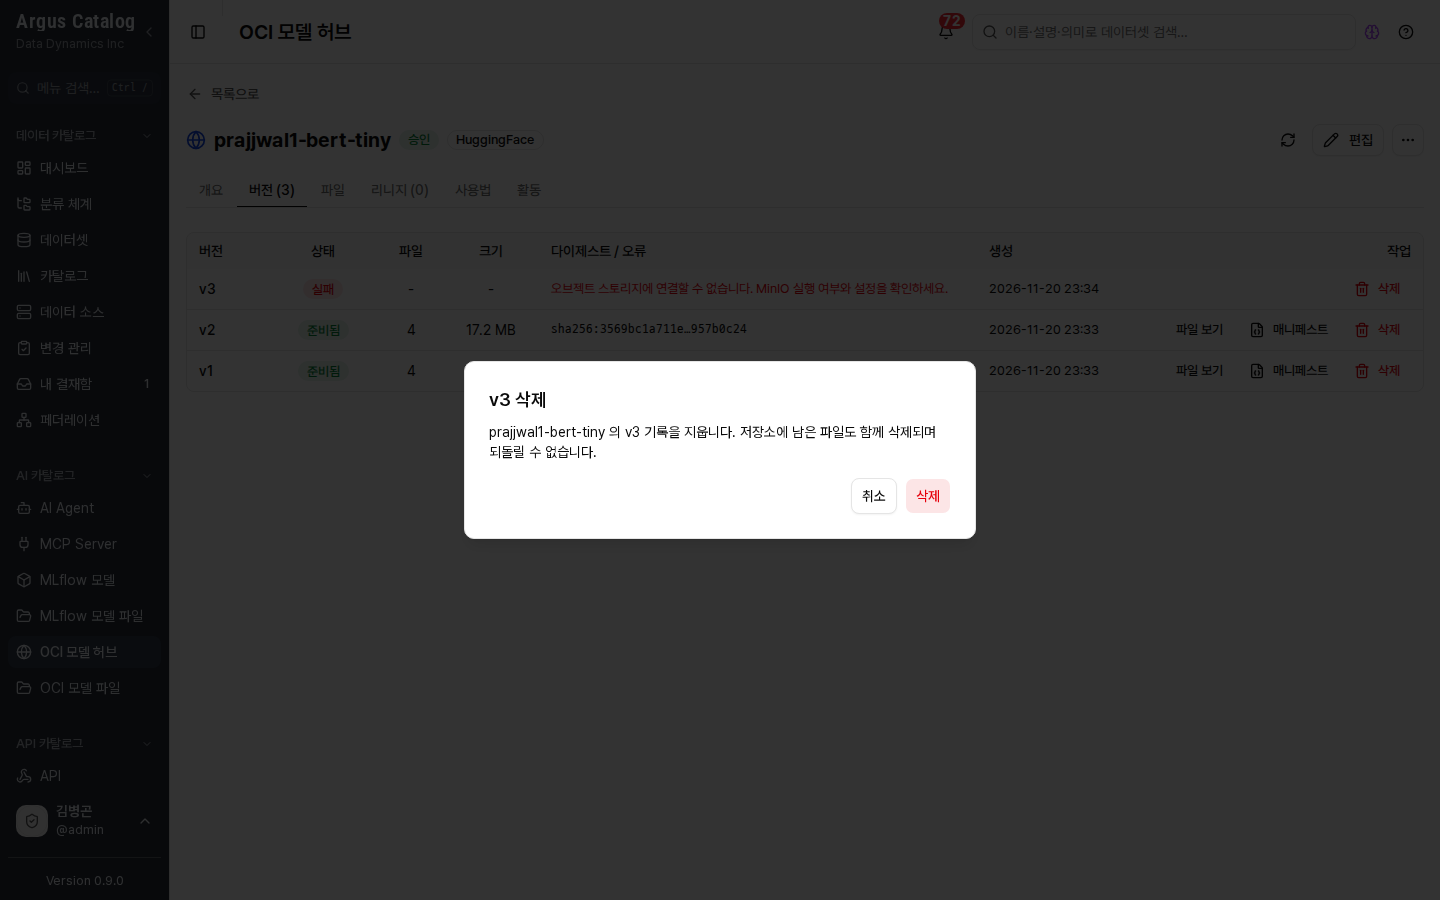 Argus Catalog
Data Dynamics Inc
메뉴 검색... Ctrl /
데이터 카탈로그
대시보드
분류 체계
데이터셋
카탈로그
데이터 소스
변경 관리
내 결재함 1
페더레이션
AI 카탈로그
AI Agent
MCP Server
MLflow 모델
MLflow 모델 파일
OCI 모델 허브
OCI 모델 파일
API 카탈로그
API
김병곤
@admin
Version 0.9.0
OCI 모델 허브
72
이름·설명·의미로 데이터셋 검색...
목록으로
prajjwal1-bert-tiny 승인 HuggingFace
편집
개요 버전 (3) 파일 리니지 (0) 사용법 활동
버전 상태 파일 크기 다이제스트 / 오류 생성 작업
v3 실패 - - 오브젝트 스토리지에 연결할 수 없습니다. MinIO 실행 여부와 설정을 확인하세요. 2026-11-20 23:34 삭제
v2 준비됨 4 17.2 MB sha256:3569bc1a711e…957b0c24 2026-11-20 23:33 파일 보기 매니페스트 삭제
v1 준비됨 4 2026-11-20 23:33 파일 보기 매니페스트 삭제
v3 삭제
prajjwal1-bert-tiny 의 v3 기록을 지웁니다. 저장소에 남은 파일도 함께 삭제되며
되돌릴 수 없습니다.
취소 삭제